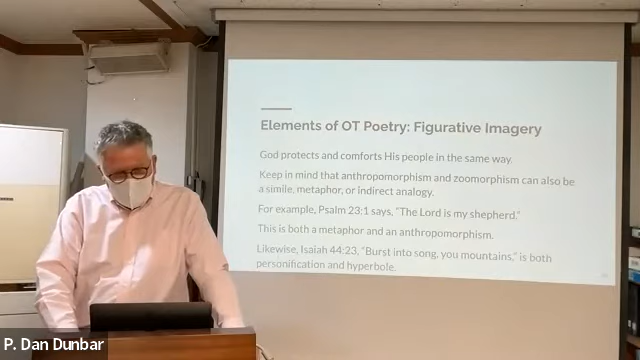 Elements of OT Poetry: Figurative Imagery
God protects and comforts His people in the same way.
Keep in mind that anthropomorphism and zoomorphism can also be
a simile, metaphor, or indirect analogy.
For example, Psalm 23:1 says, “The Lord is my shepherd.”
This is both a metaphor and an anthropomorphism.
Likewise, Isaiah 44:23, “Burst into song, you mountains,” is both
personification and hyperbole.
P. Dan Dunbar